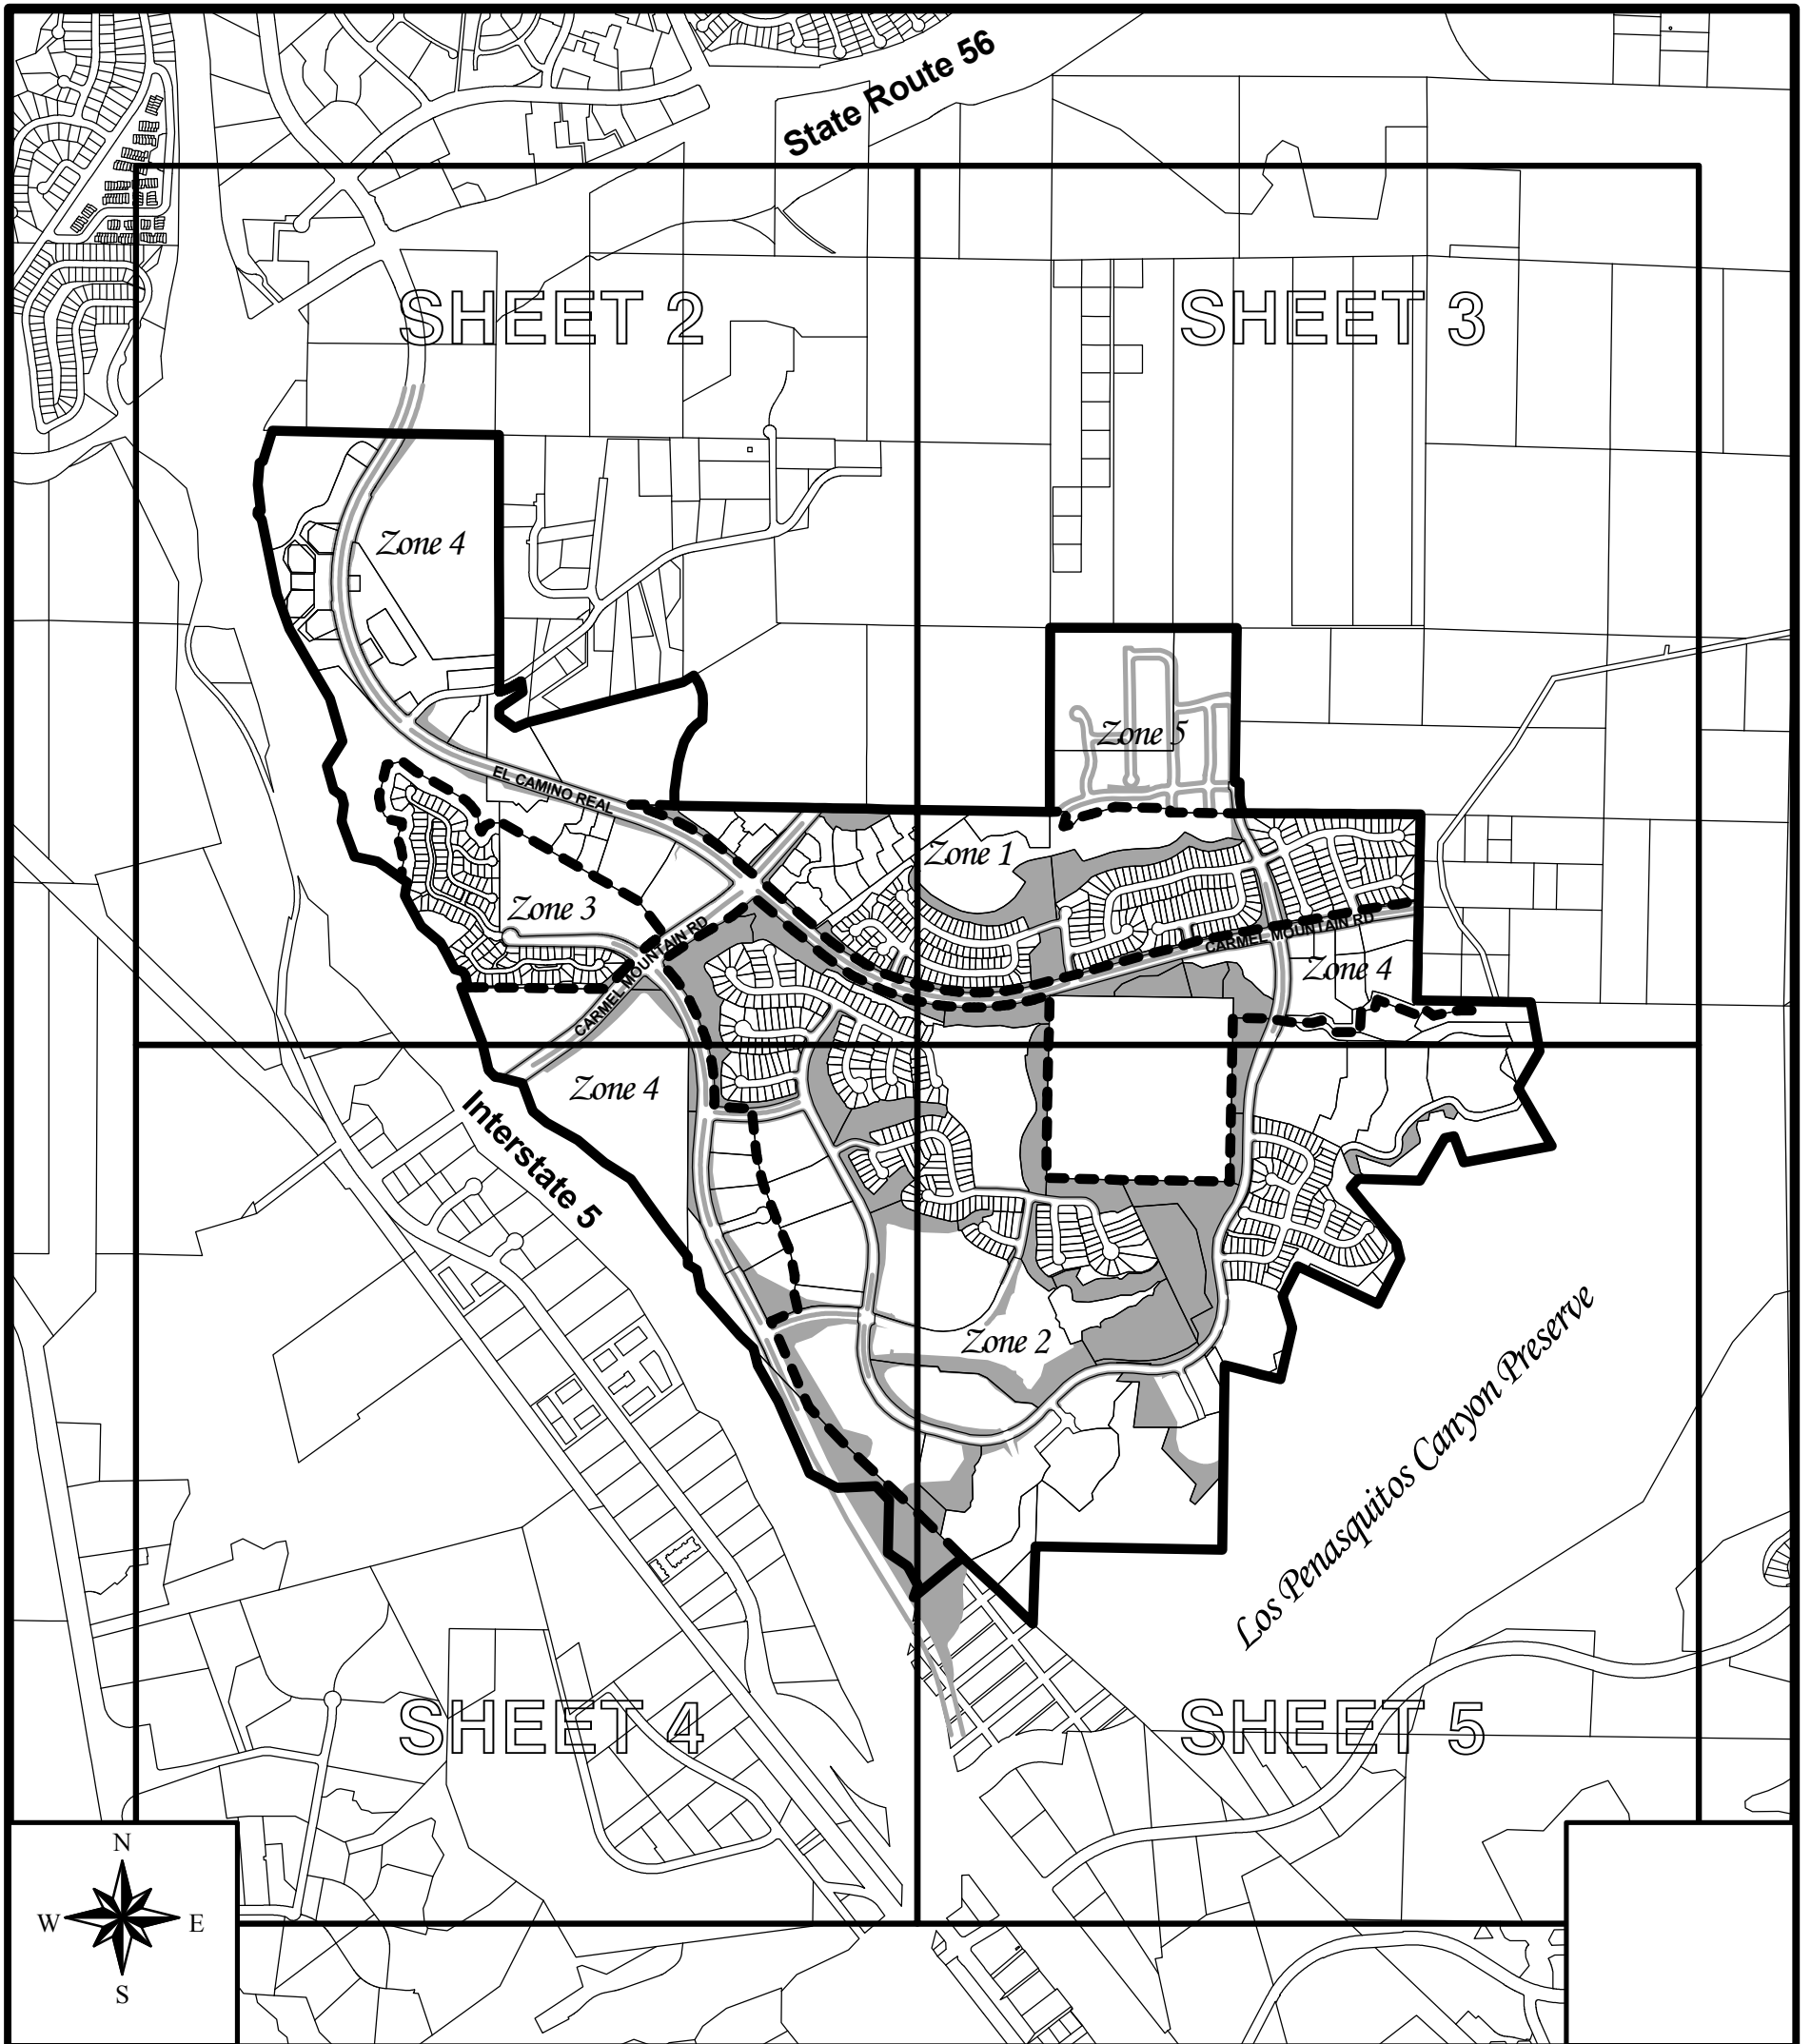 State Route 56
SHEET 2
SHEET 3
Zone 4
Zone 5
EL CAMINO REAL
Zone 1
Zone 3
CARMEL MOUNTAIN RD
CARMEL MOUNTAIN RD
Zone 4
Zone 4
Interstate 5
Zone 2
Los Penasquitos Canyon Preserve
SHEET 4
SHEET 5
N
W
E
S